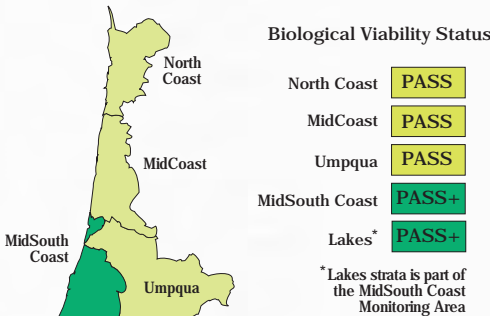 North
Coast
MidCoast
MidSouth
Coast
Umpqua
Biological Viability Status
North Coast PASS
MidCoast PASS
Umpqua PASS
MidSouth Coast PASS+
Lakes* PASS+
*Lakes strata is part of
the MidSouth Coast
Monitoring Area